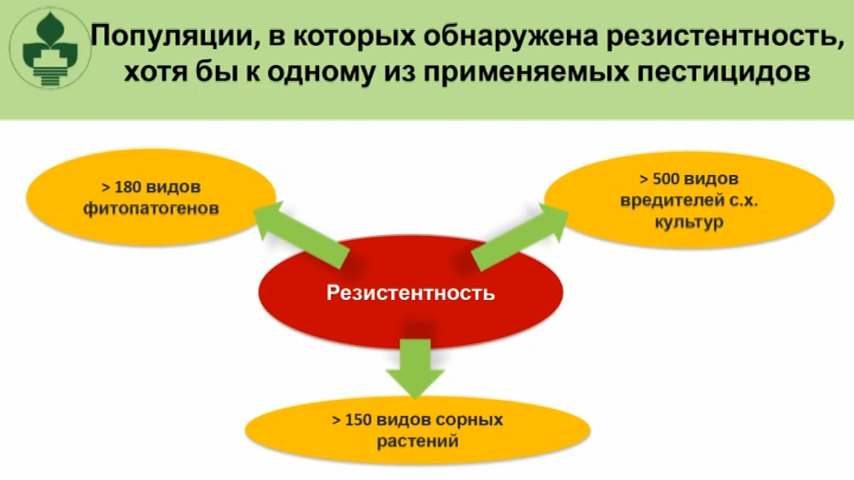 Популяции, в которых обнаружена резистентность,
хотя бы к одному из применяемых пестицидов
> 180 видов
фитопатогенов
> 500 видов
вредителей с.х.
культур
Резистентность
> 150 видов сорных
растений